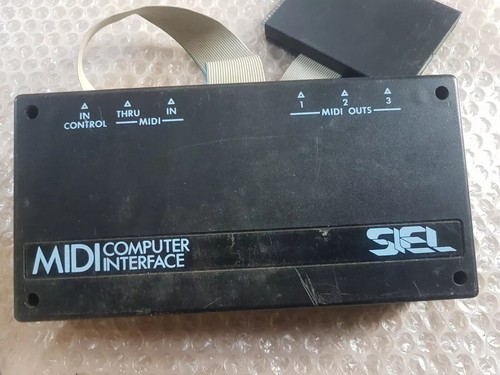 IN
CONTROL
THRU
IN
MIDI
1
2
3
MIDI OUTS
MIDI COMPUTER
INTERFACE
SIEL